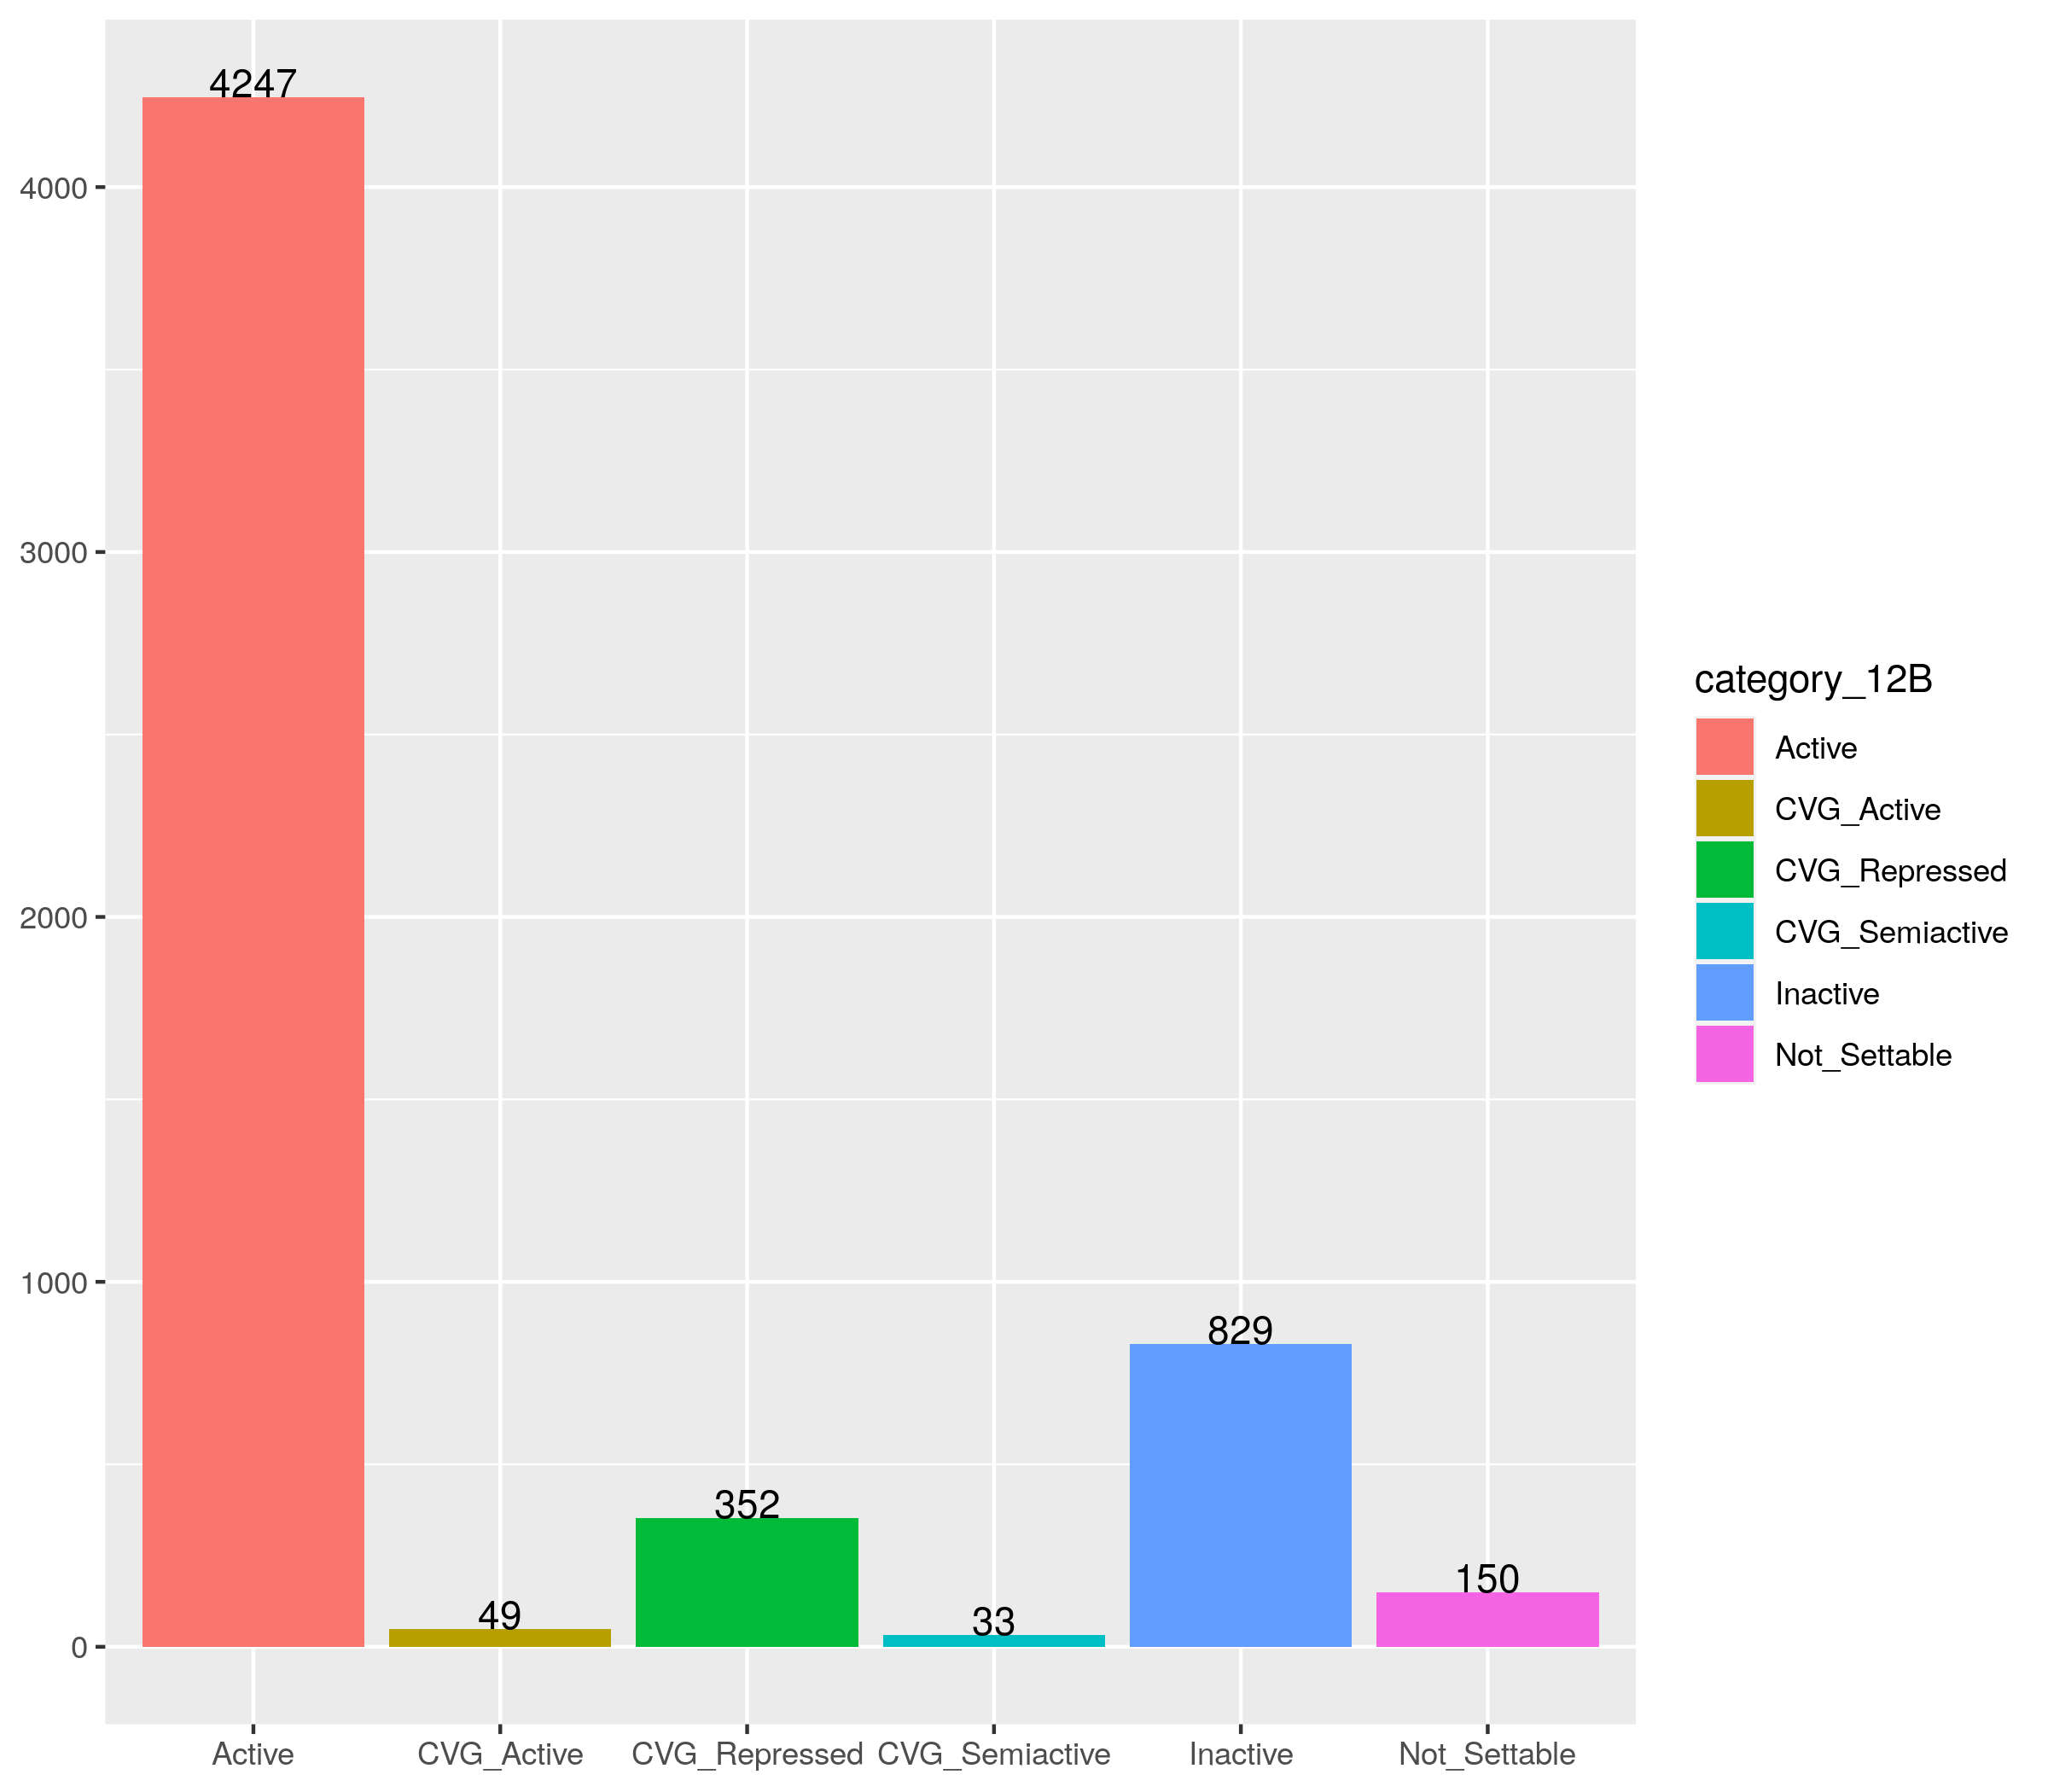 4247
4000
3000
2000
1000
829
352
150
49
33
0
Active
CVG_Active
CVG_Repressed
CVG_Semiactive
Inactive
Not_Settable
category_12B
Active
CVG_Active
CVG_Repressed
CVG_Semiactive
Inactive
Not_Settable